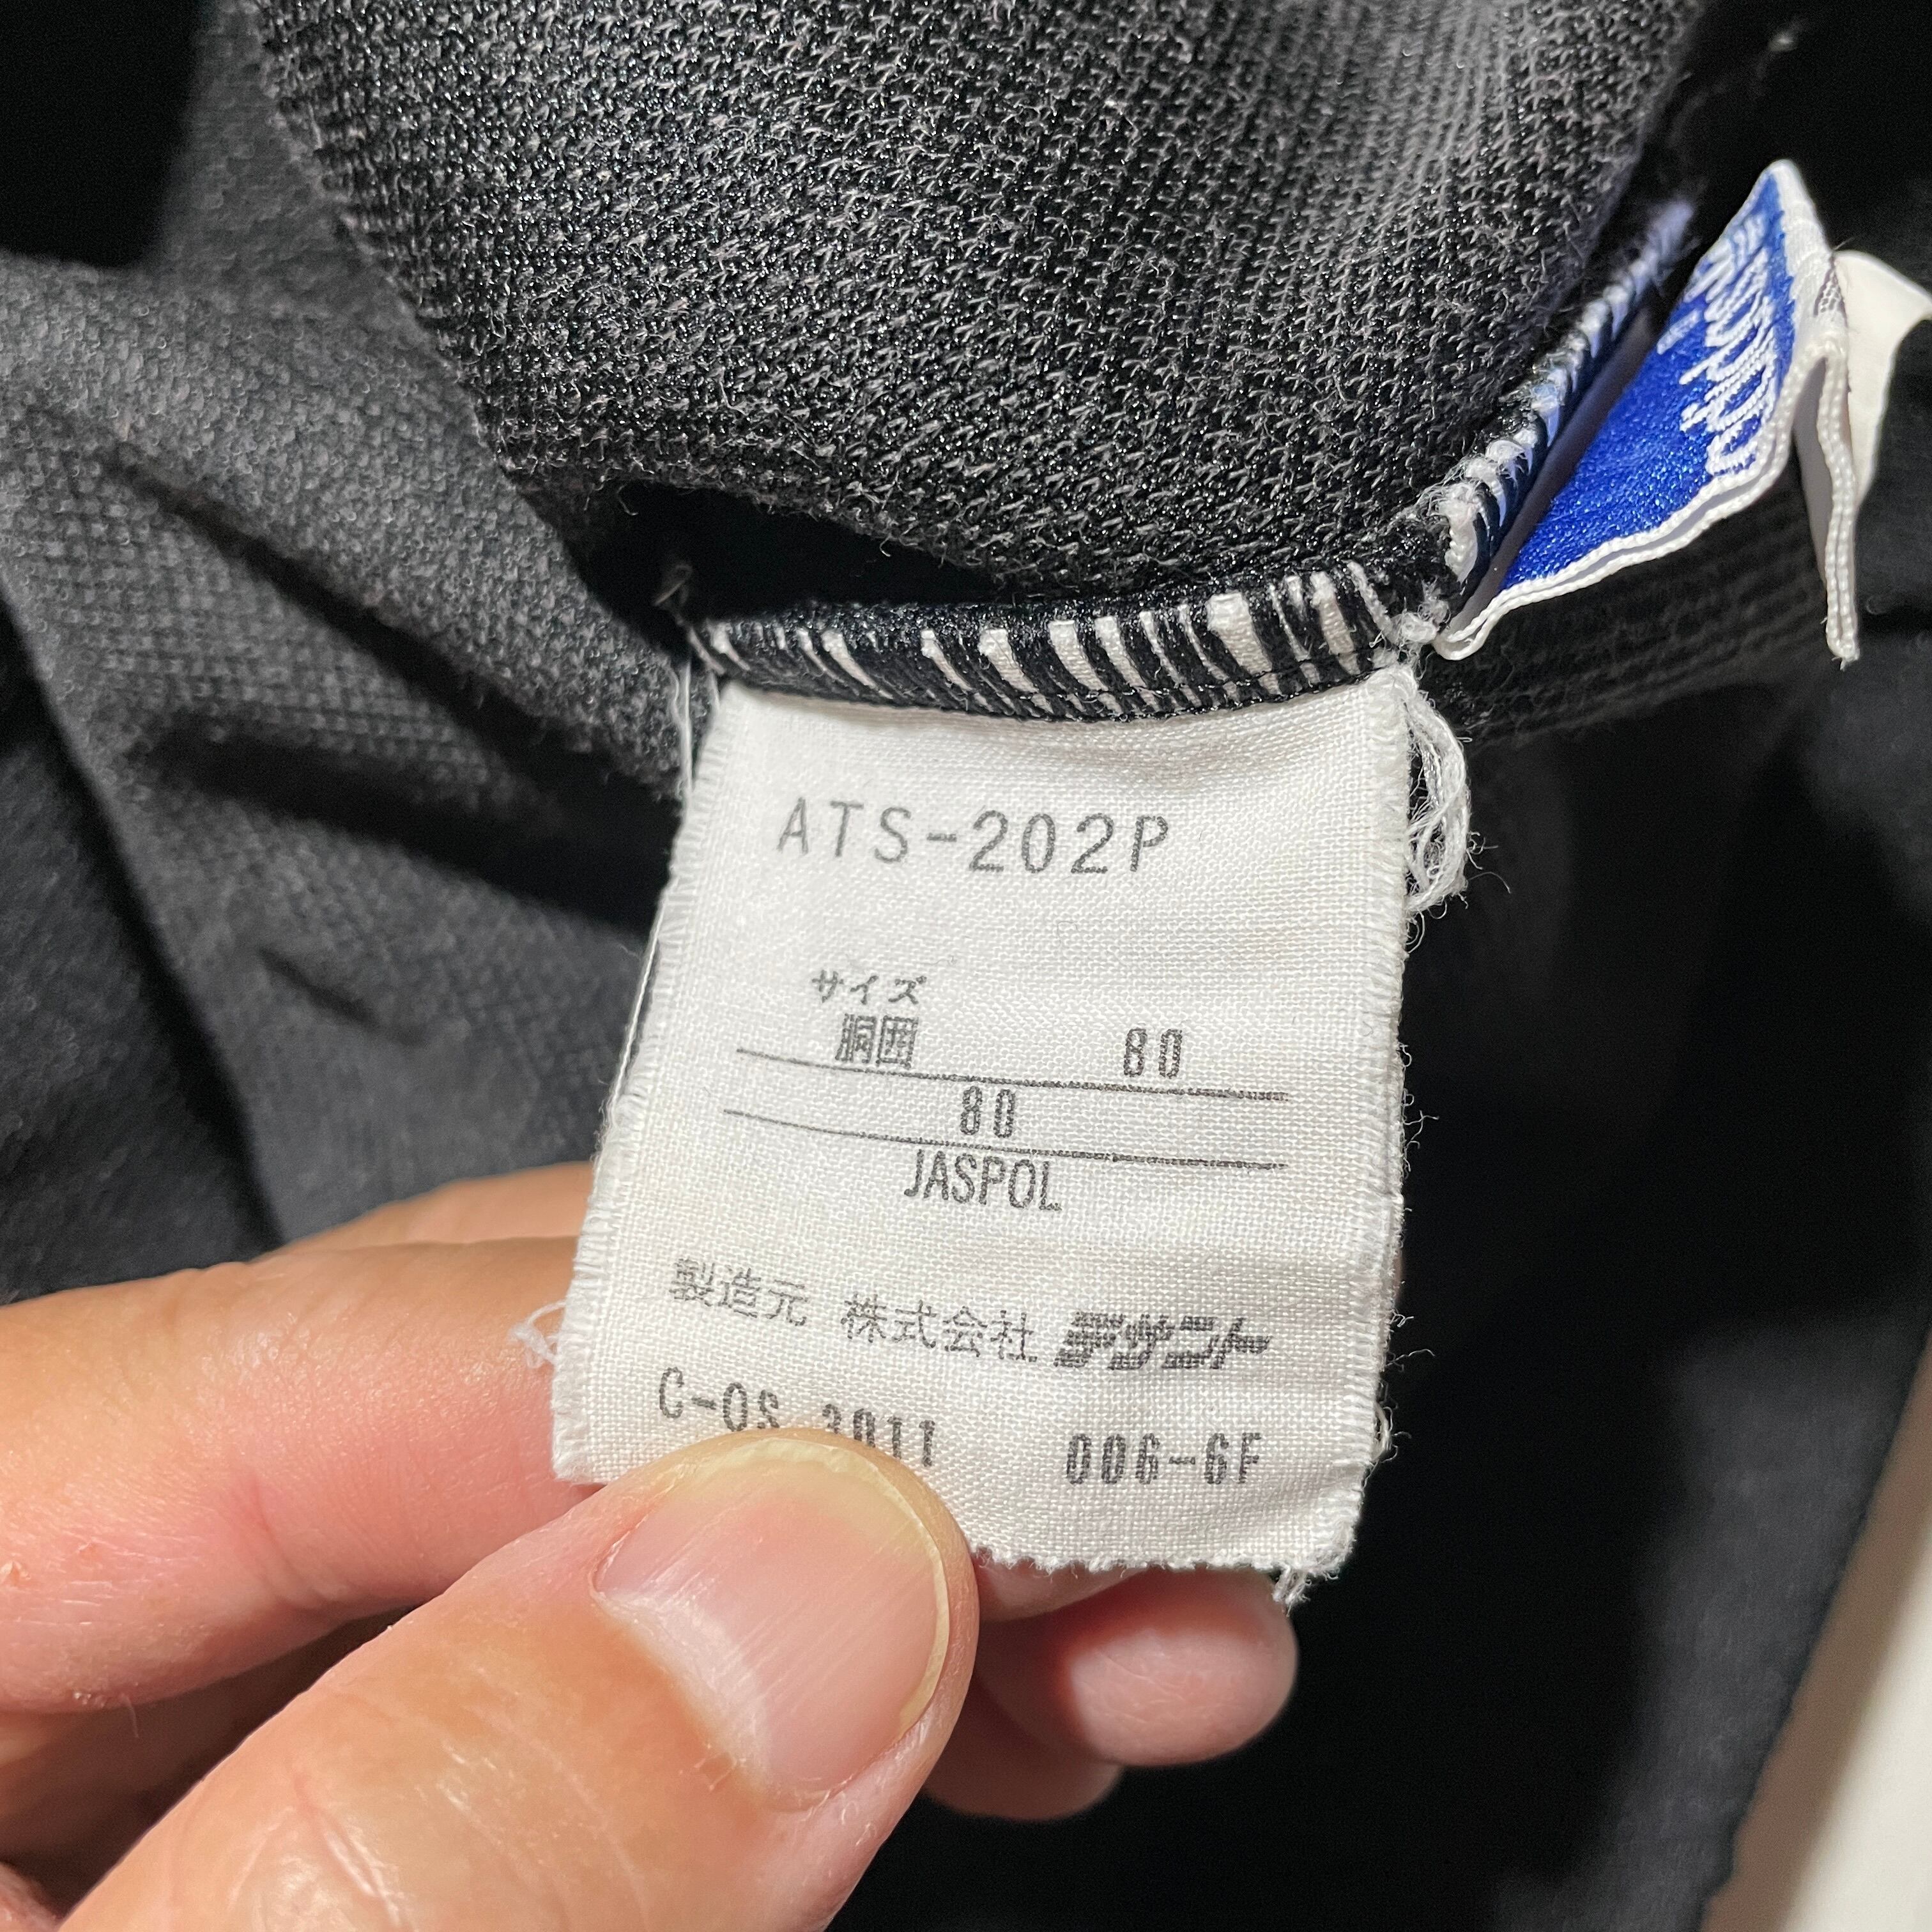 adidas
ATS-202P
サイズ
胴囲 80
80
JASPOL
製造元 株式会社 デサント
C-OS 3011 006-6F